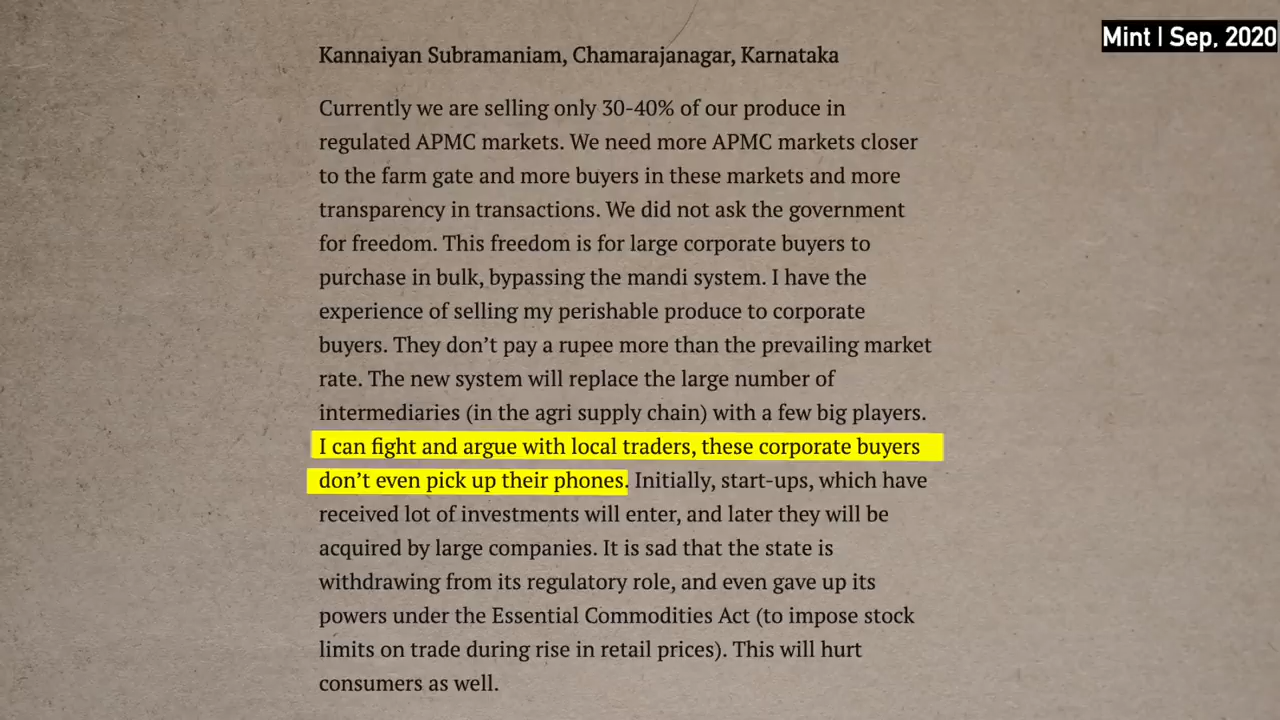 Mint | Sep, 2020
Kannaiyan Subramaniam, Chamarajanagar, Karnataka
Currently we are selling only 30-40% of our produce in
regulated APMC markets. We need more APMC markets closer
to the farm gate and more buyers in these markets and more
transparency in transactions. We did not ask the government
for freedom. This freedom is for large corporate buyers to
purchase in bulk, bypassing the mandi system. I have the
experience of selling my perishable produce to corporate
buyers. They don’t pay a rupee more than the prevailing market
rate. The new system will replace the large number of
intermediaries (in the agri supply chain) with a few big players.
I can fight and argue with local traders, these corporate buyers
don’t even pick up their phones. Initially, start-ups, which have
received lot of investments will enter, and later they will be
acquired by large companies. It is sad that the state is
withdrawing from its regulatory role, and even gave up its
powers under the Essential Commodities Act (to impose stock
limits on trade during rise in retail prices). This will hurt
consumers as well.